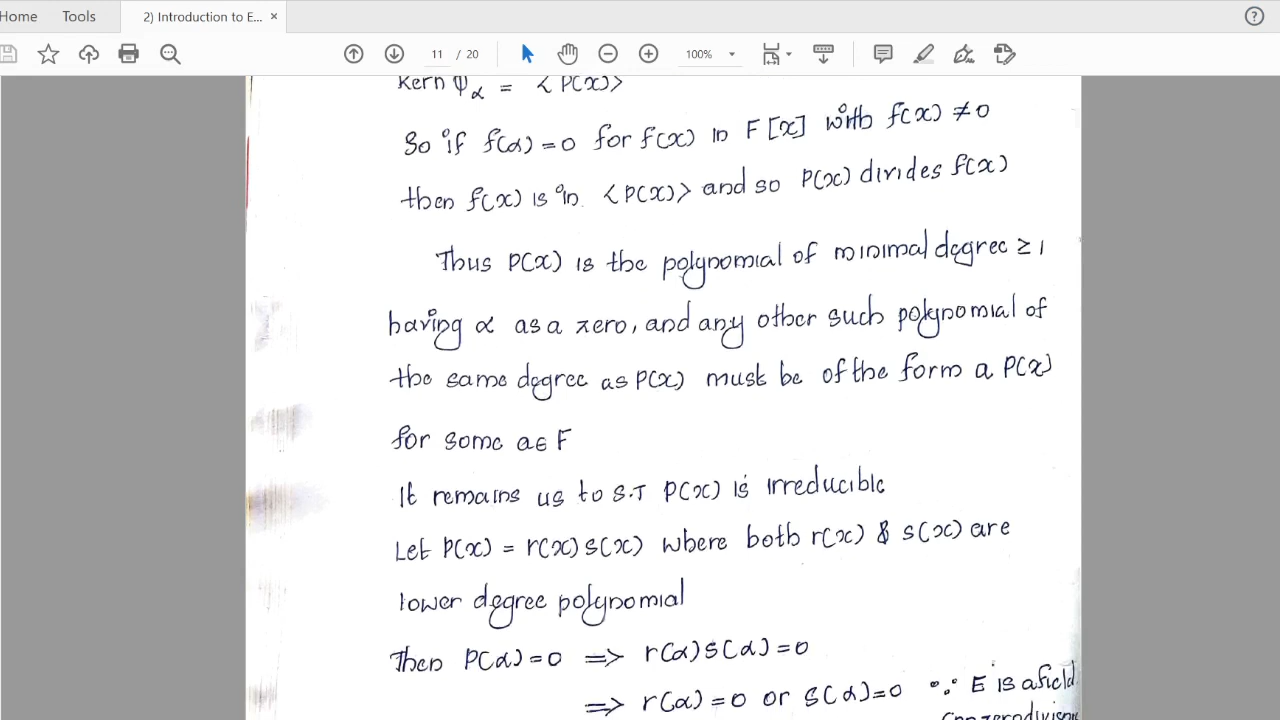 Home Tools 2) Introduction to E... ×
11 / 20 100%
Kern Ψα = <P(x)>
So if f(α) = 0 for f(x) in F[x] with f(x) ≠ 0
then f(x) is in <P(x)> and so P(x) divides f(x)
Thus P(x) is the polynomial of minimal degree ≥ 1
having α as a zero, and any other such polynomial of
the same degree as P(x) must be of the form a P(x)
for some a ∈ F
It remains us to S.T P(x) is irreducible
Let P(x) = r(x) s(x) where both r(x) & s(x) are
lower degree polynomial
Then P(α) = 0 ⇒ r(α) s(α) = 0
⇒ r(α) = 0 or s(α) = 0 ∵ E is a field